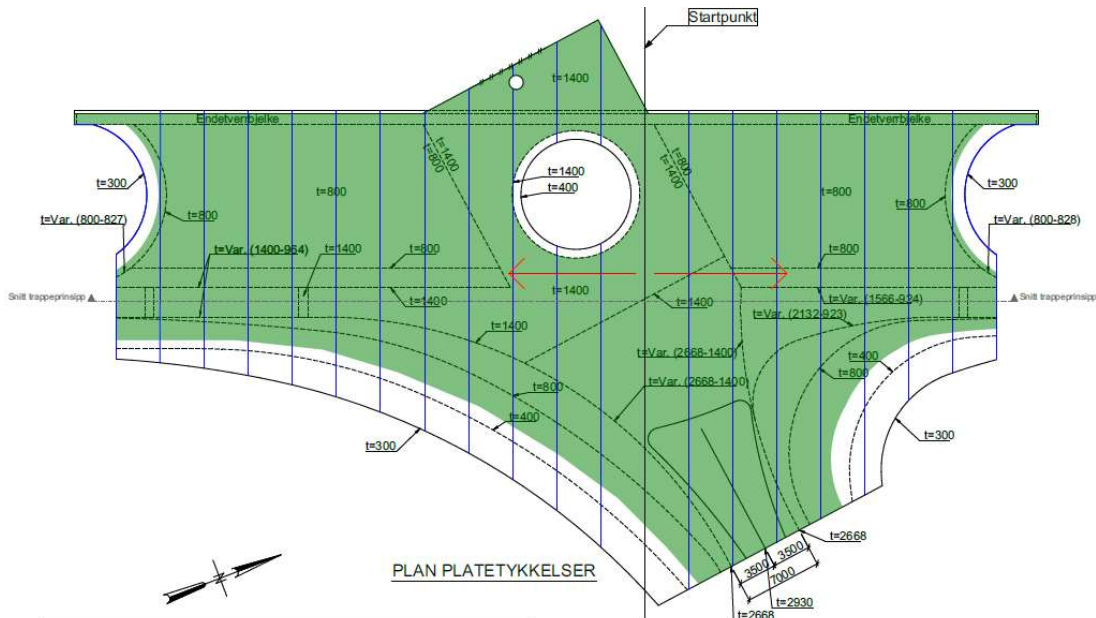 Startpunkt
t=1400
Endetverrbjelke
Endetverrbjelke
t=1400
t=800
t=800
t=1400
t=1400
t=400
t=300
t=300
t=800
t=800
t=800
t=800
t=Var. (800-827)
t=Var. (800-828)
t=Var. (1400-964)
t=1400
t=800
t=800
Snitt trappeprinsipp
t=1400
t=1400
t=1400
t=Var. (1566-924)
Snitt trappeprinsipp
t=Var. (2132-923)
t=1400
t=Var. (2668-1400)
t=400
t=800
t=Var. (2668-1400)
t=800
t=400
t=300
t=300
t=2668
3500
3500
7000
PLAN PLATETYKKELSER
N
t=2930
t=2668